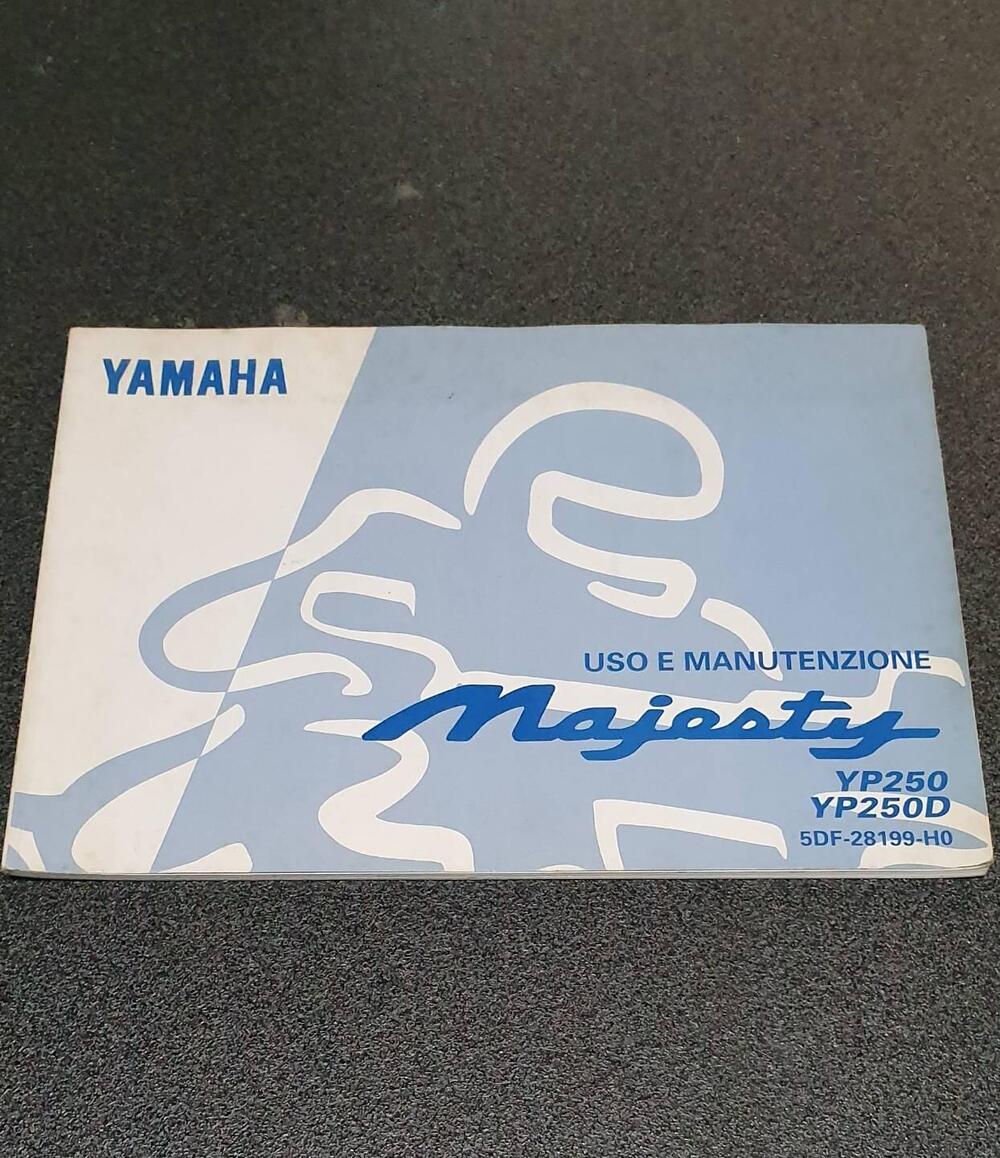 YAMAHA
USO E MANUTENZIONE
Majesty
YP250
YP250D
5DF-28199-H0